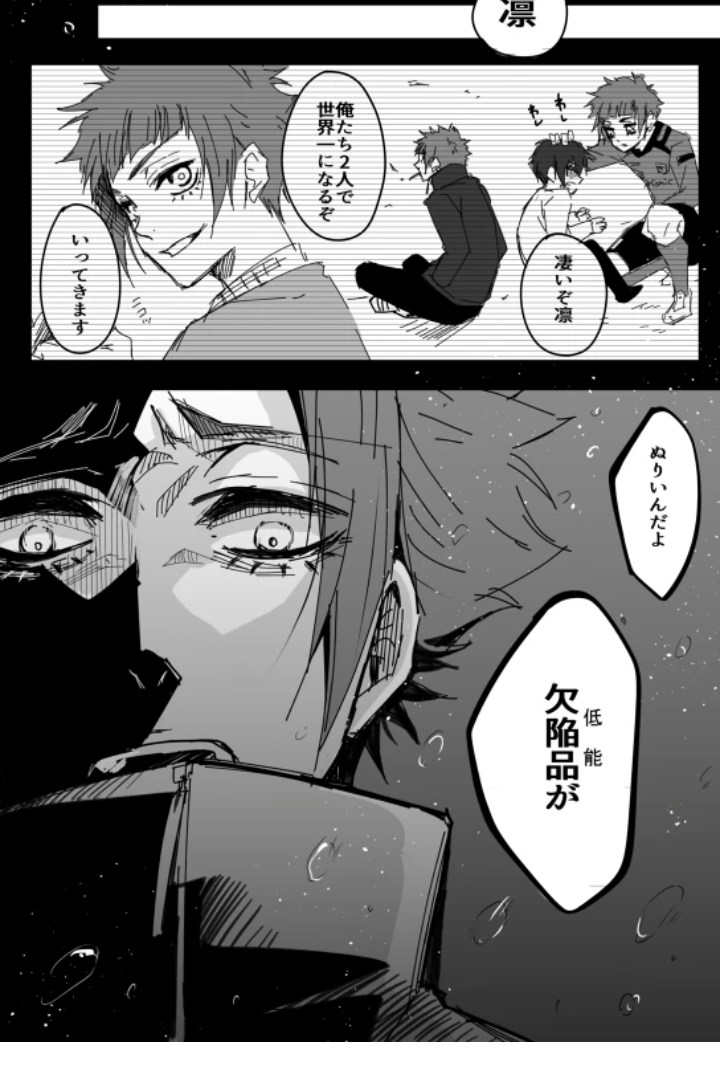 凛
わし
わし
凄いぞ凛
俺たち2人で
世界一になるぞ
いってきます
ぬりいんだよ
欠陥品が
低能